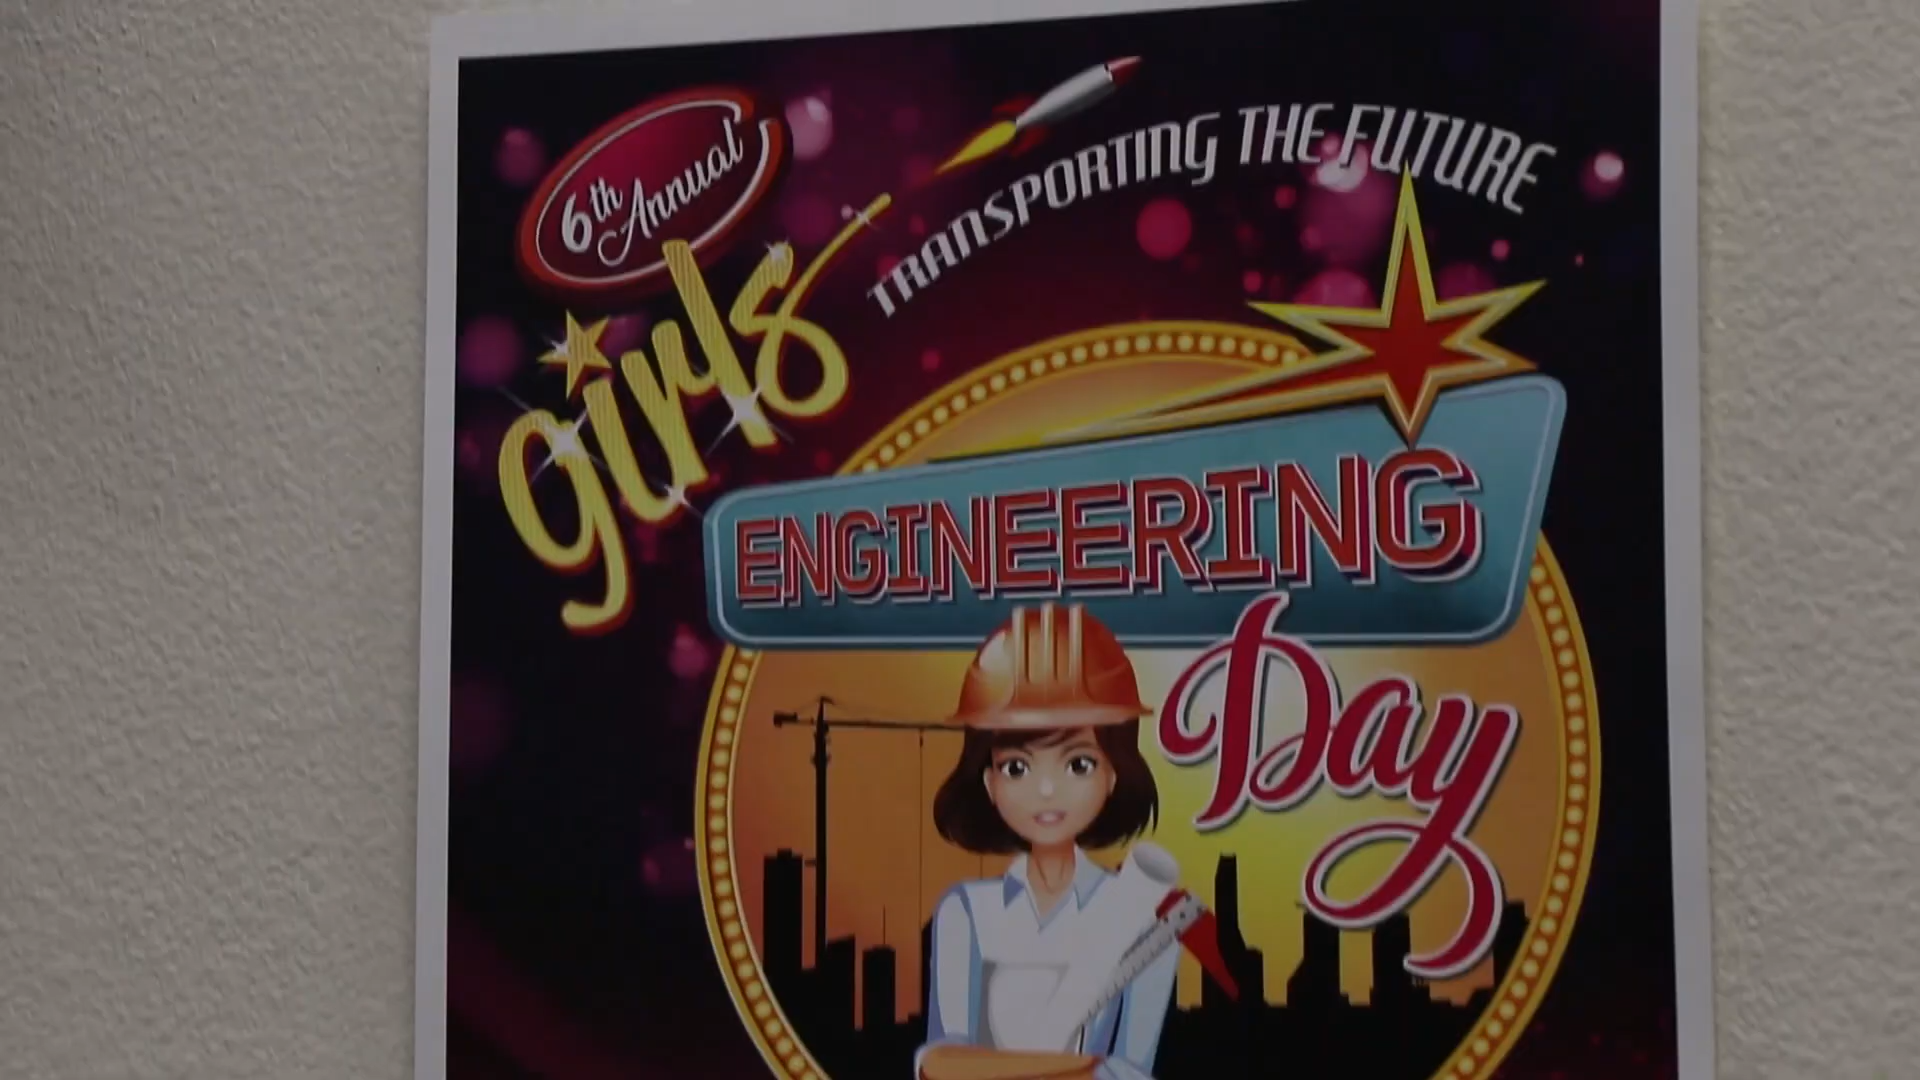 6th Annual
TRANSPORTING THE FUTURE
girls
ENGINEERING
Day